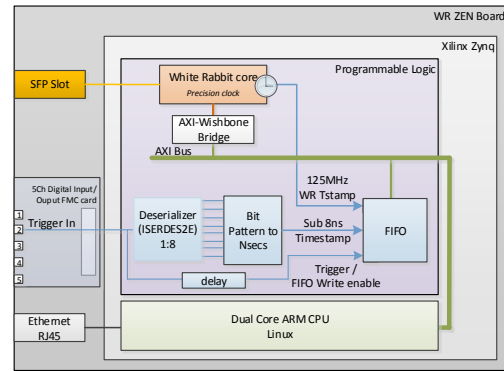 WR ZEN Board
Xilinx Zynq
Programmable Logic
SFP Slot
White Rabbit core
Precision clock
AXI-Wishbone
Bridge
AXI Bus
125MHz
WR Tstamp
5Ch Digital Input/
Ouput FMC card
1
Trigger In
2
3
4
5
Deserializer
(ISERDES2E)
1:8
Bit
Pattern to
Nsecs
Sub 8ns
Timestamp
FIFO
delay
Trigger /
FIFO Write enable
Ethernet
RJ45
Dual Core ARM CPU
Linux